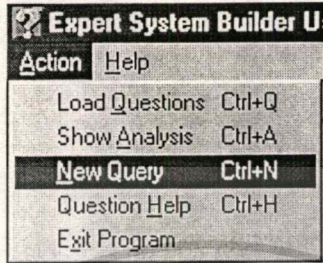 Expert System Builder U
Action Help
Load Questions Ctrl+Q
Show Analysis Ctrl+A
New Query Ctrl+N
Question Help Ctrl+H
Exit Program